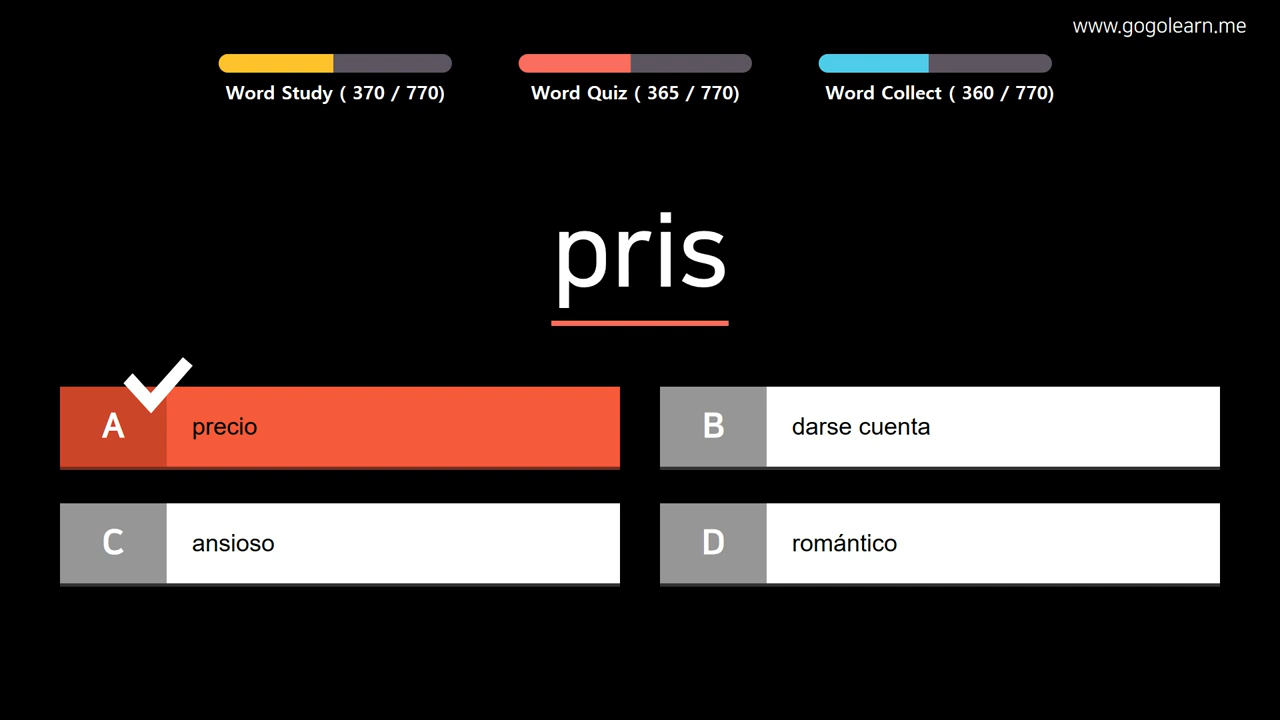 www.gogolearn.me
Word Study ( 370 / 770)
Word Quiz ( 365 / 770)
Word Collect ( 360 / 770)
pris
A precio
B darse cuenta
C ansioso
D romántico